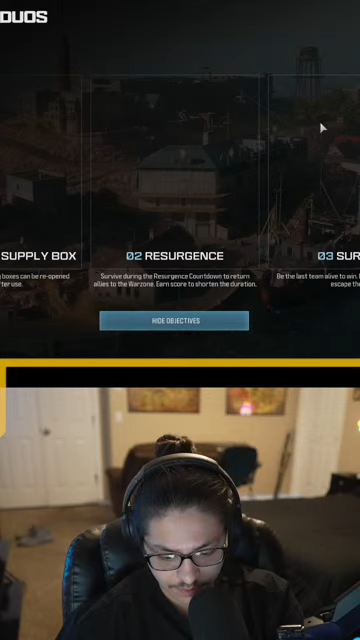 DUOS
SUPPLY BOX
boxes can be re-opened
ter use.
02 RESURGENCE
Survive during the Resurgence Countdown to return
allies to the Warzone. Earn score to shorten the duration.
03 SUR
Be the last team alive to win.
escape the
HIDE OBJECTIVES